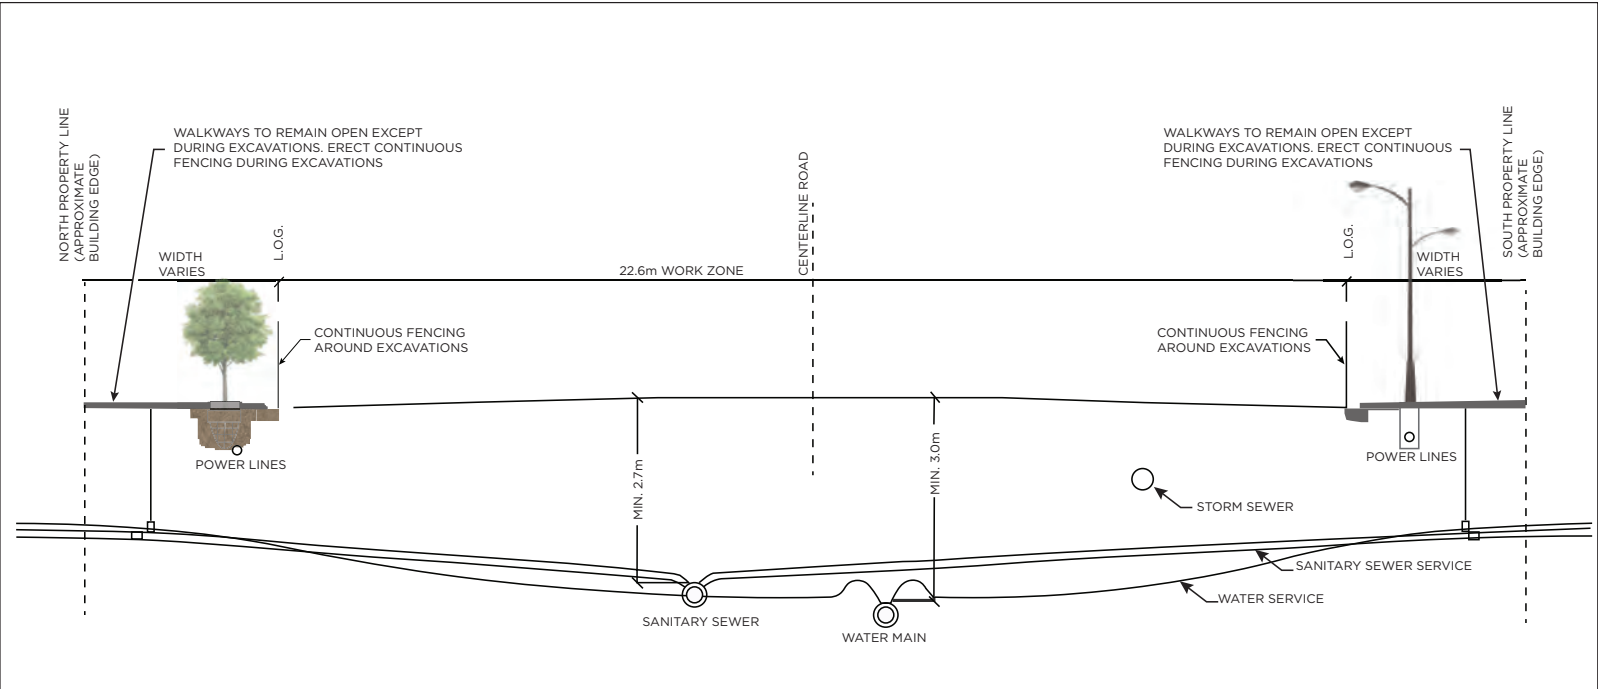 NORTH PROPERTY LINE
(APPROXIMATE
BUILDING EDGE)
WALKWAYS TO REMAIN OPEN EXCEPT
DURING EXCAVATIONS. ERECT CONTINUOUS
FENCING DURING EXCAVATIONS
WIDTH
VARIES
L.O.G.
22.6m WORK ZONE
CENTERLINE ROAD
WALKWAYS TO REMAIN OPEN EXCEPT
DURING EXCAVATIONS. ERECT CONTINUOUS
FENCING DURING EXCAVATIONS
L.O.G.
WIDTH
VARIES
SOUTH PROPERTY LINE
(APPROXIMATE
BUILDING EDGE)
CONTINUOUS FENCING
AROUND EXCAVATIONS
CONTINUOUS FENCING
AROUND EXCAVATIONS
POWER LINES
MIN. 2.7m
MIN. 3.0m
POWER LINES
STORM SEWER
SANITARY SEWER SERVICE
WATER SERVICE
SANITARY SEWER
WATER MAIN